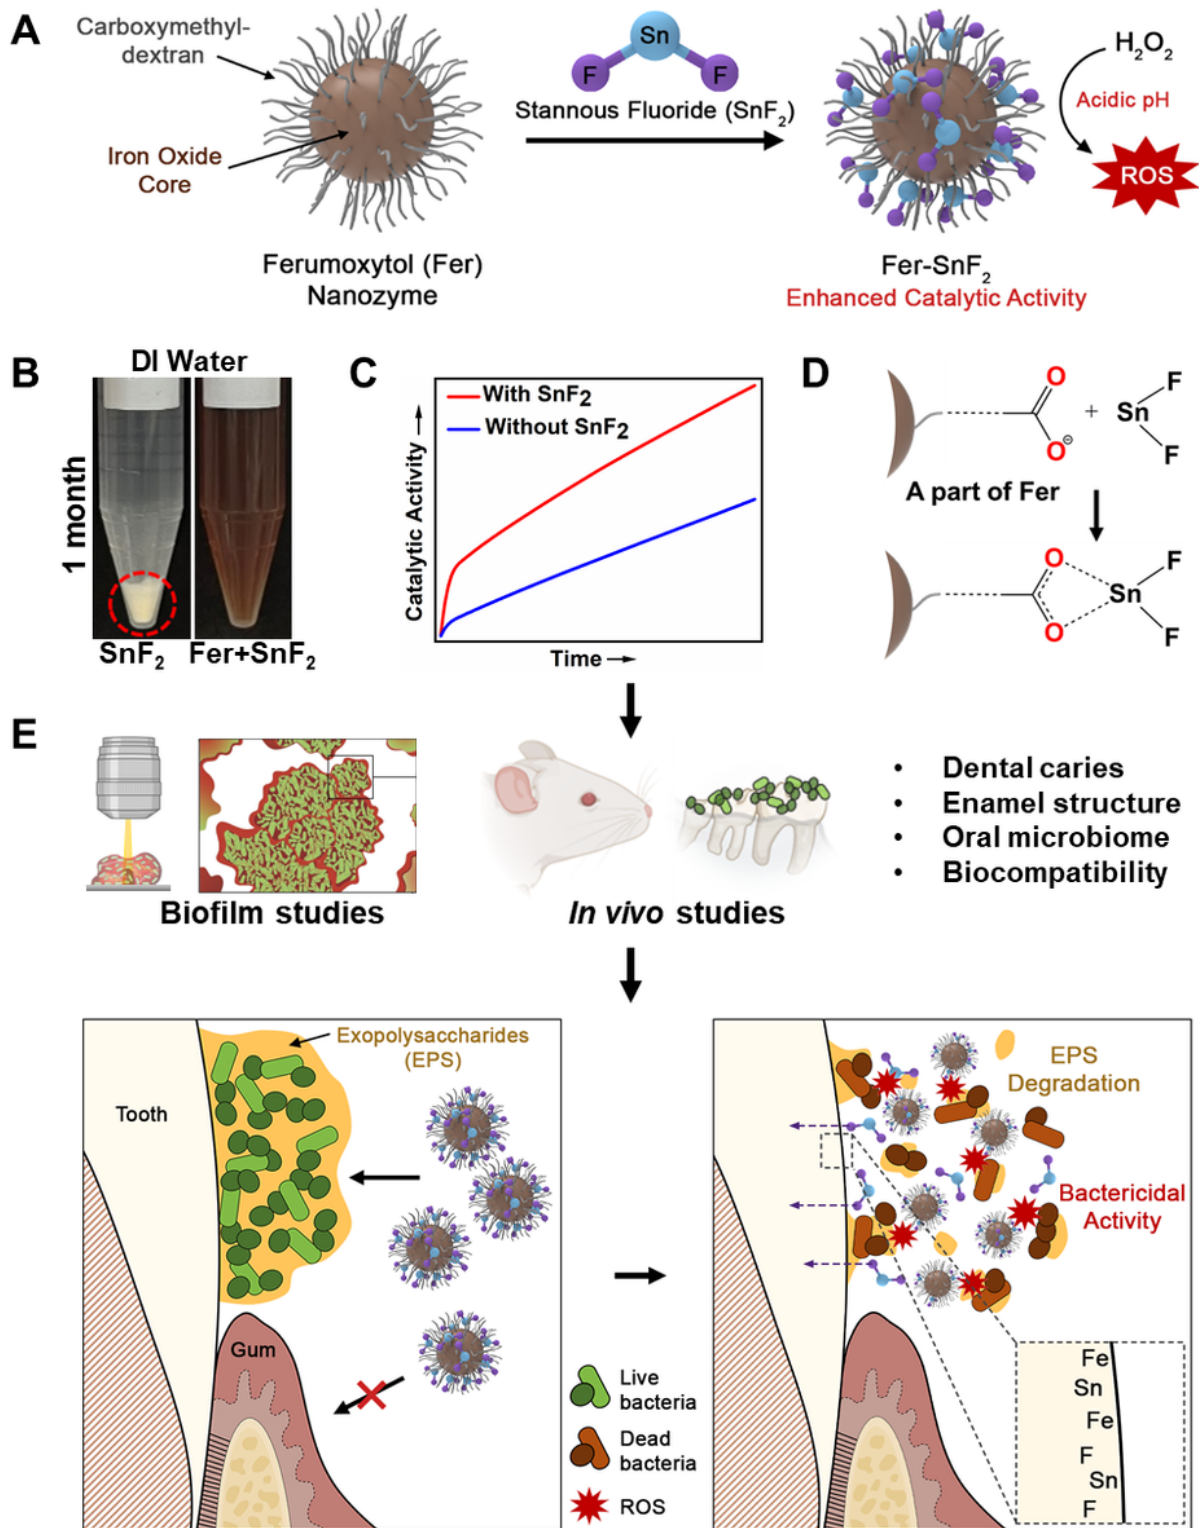 A
Carboxymethyl-
dextran
Iron Oxide
Core
Ferumoxytol (Fer)
Nanozyme
Sn
F
F
Stannous Fluoride (SnF2)
H2O2
Acidic pH
ROS
Fer-SnF2
Enhanced Catalytic Activity
B
DI Water
1 month
SnF2
Fer+SnF2
C
With SnF2
Without SnF2
Catalytic Activity
Time
D
O
O
⊖
+
Sn
F
F
A part of Fer
O
O
Sn
F
F
E
Biofilm studies
In vivo studies
• Dental caries
• Enamel structure
• Oral microbiome
• Biocompatibility
Exopolysaccharides
(EPS)
Tooth
Gum
Live
bacteria
Dead
bacteria
ROS
EPS
Degradation
Bactericidal
Activity
Fe
Sn
Fe
F
Sn
F